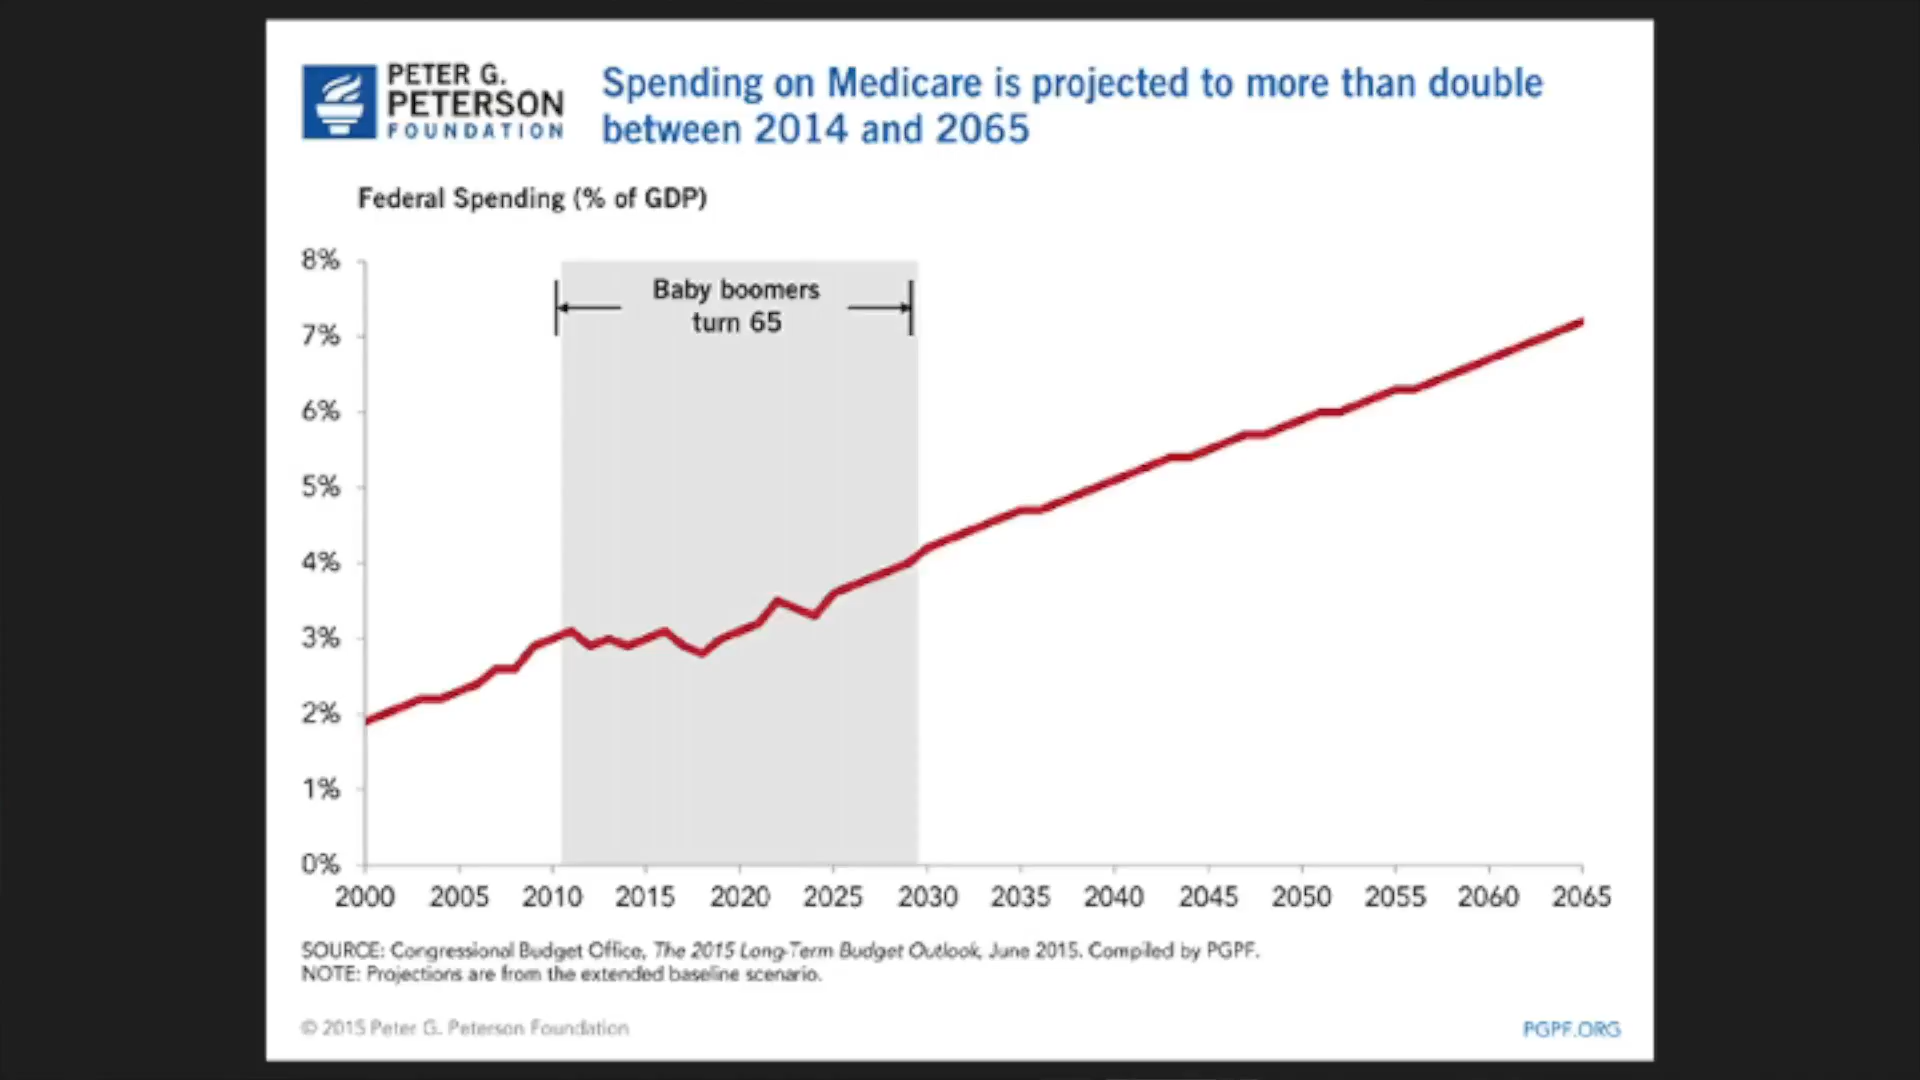 PETER G.
PETERSON
FOUNDATION
Spending on Medicare is projected to more than double
between 2014 and 2065
Federal Spending (% of GDP)
8%
7%
6%
5%
4%
3%
2%
1%
0%
Baby boomers
turn 65
2000 2005 2010 2015 2020 2025 2030 2035 2040 2045 2050 2055 2060 2065
SOURCE: Congressional Budget Office, The 2015 Long-Term Budget Outlook, June 2015. Compiled by PGPF.
NOTE: Projections are from the extended baseline scenario.
© 2015 Peter G. Peterson Foundation
PGPF.ORG